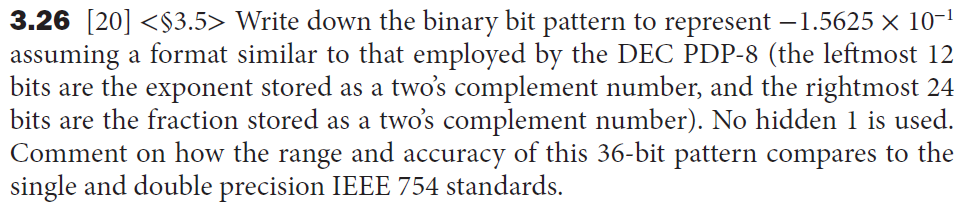 3.26 [20] <§3.5> Write down the binary bit pattern to represent −1.5625 × 10⁻¹
assuming a format similar to that employed by the DEC PDP-8 (the leftmost 12
bits are the exponent stored as a two’s complement number, and the rightmost 24
bits are the fraction stored as a two’s complement number). No hidden 1 is used.
Comment on how the range and accuracy of this 36-bit pattern compares to the
single and double precision IEEE 754 standards.